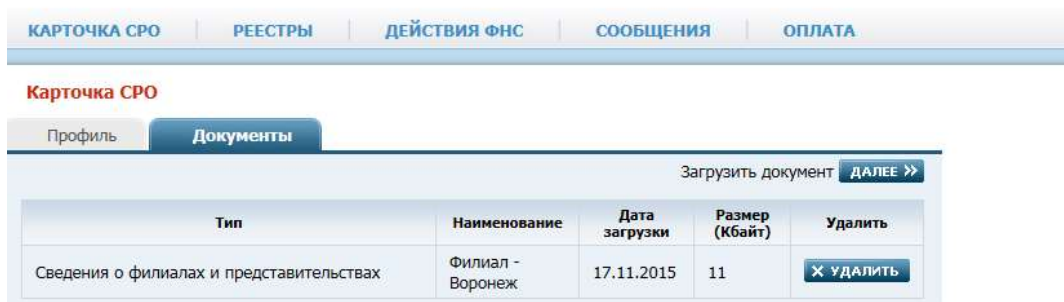 КАРТОЧКА СРО РЕЕСТРЫ ДЕЙСТВИЯ ФНС СООБЩЕНИЯ ОПЛАТА
Карточка СРО
Профиль Документы
Загрузить документ ДАЛЕЕ »
Тип Наименование Дата загрузки Размер (Кбайт) Удалить
Сведения о филиалах и представительствах Филиал - Воронеж 17.11.2015 11 X УДАЛИТЬ